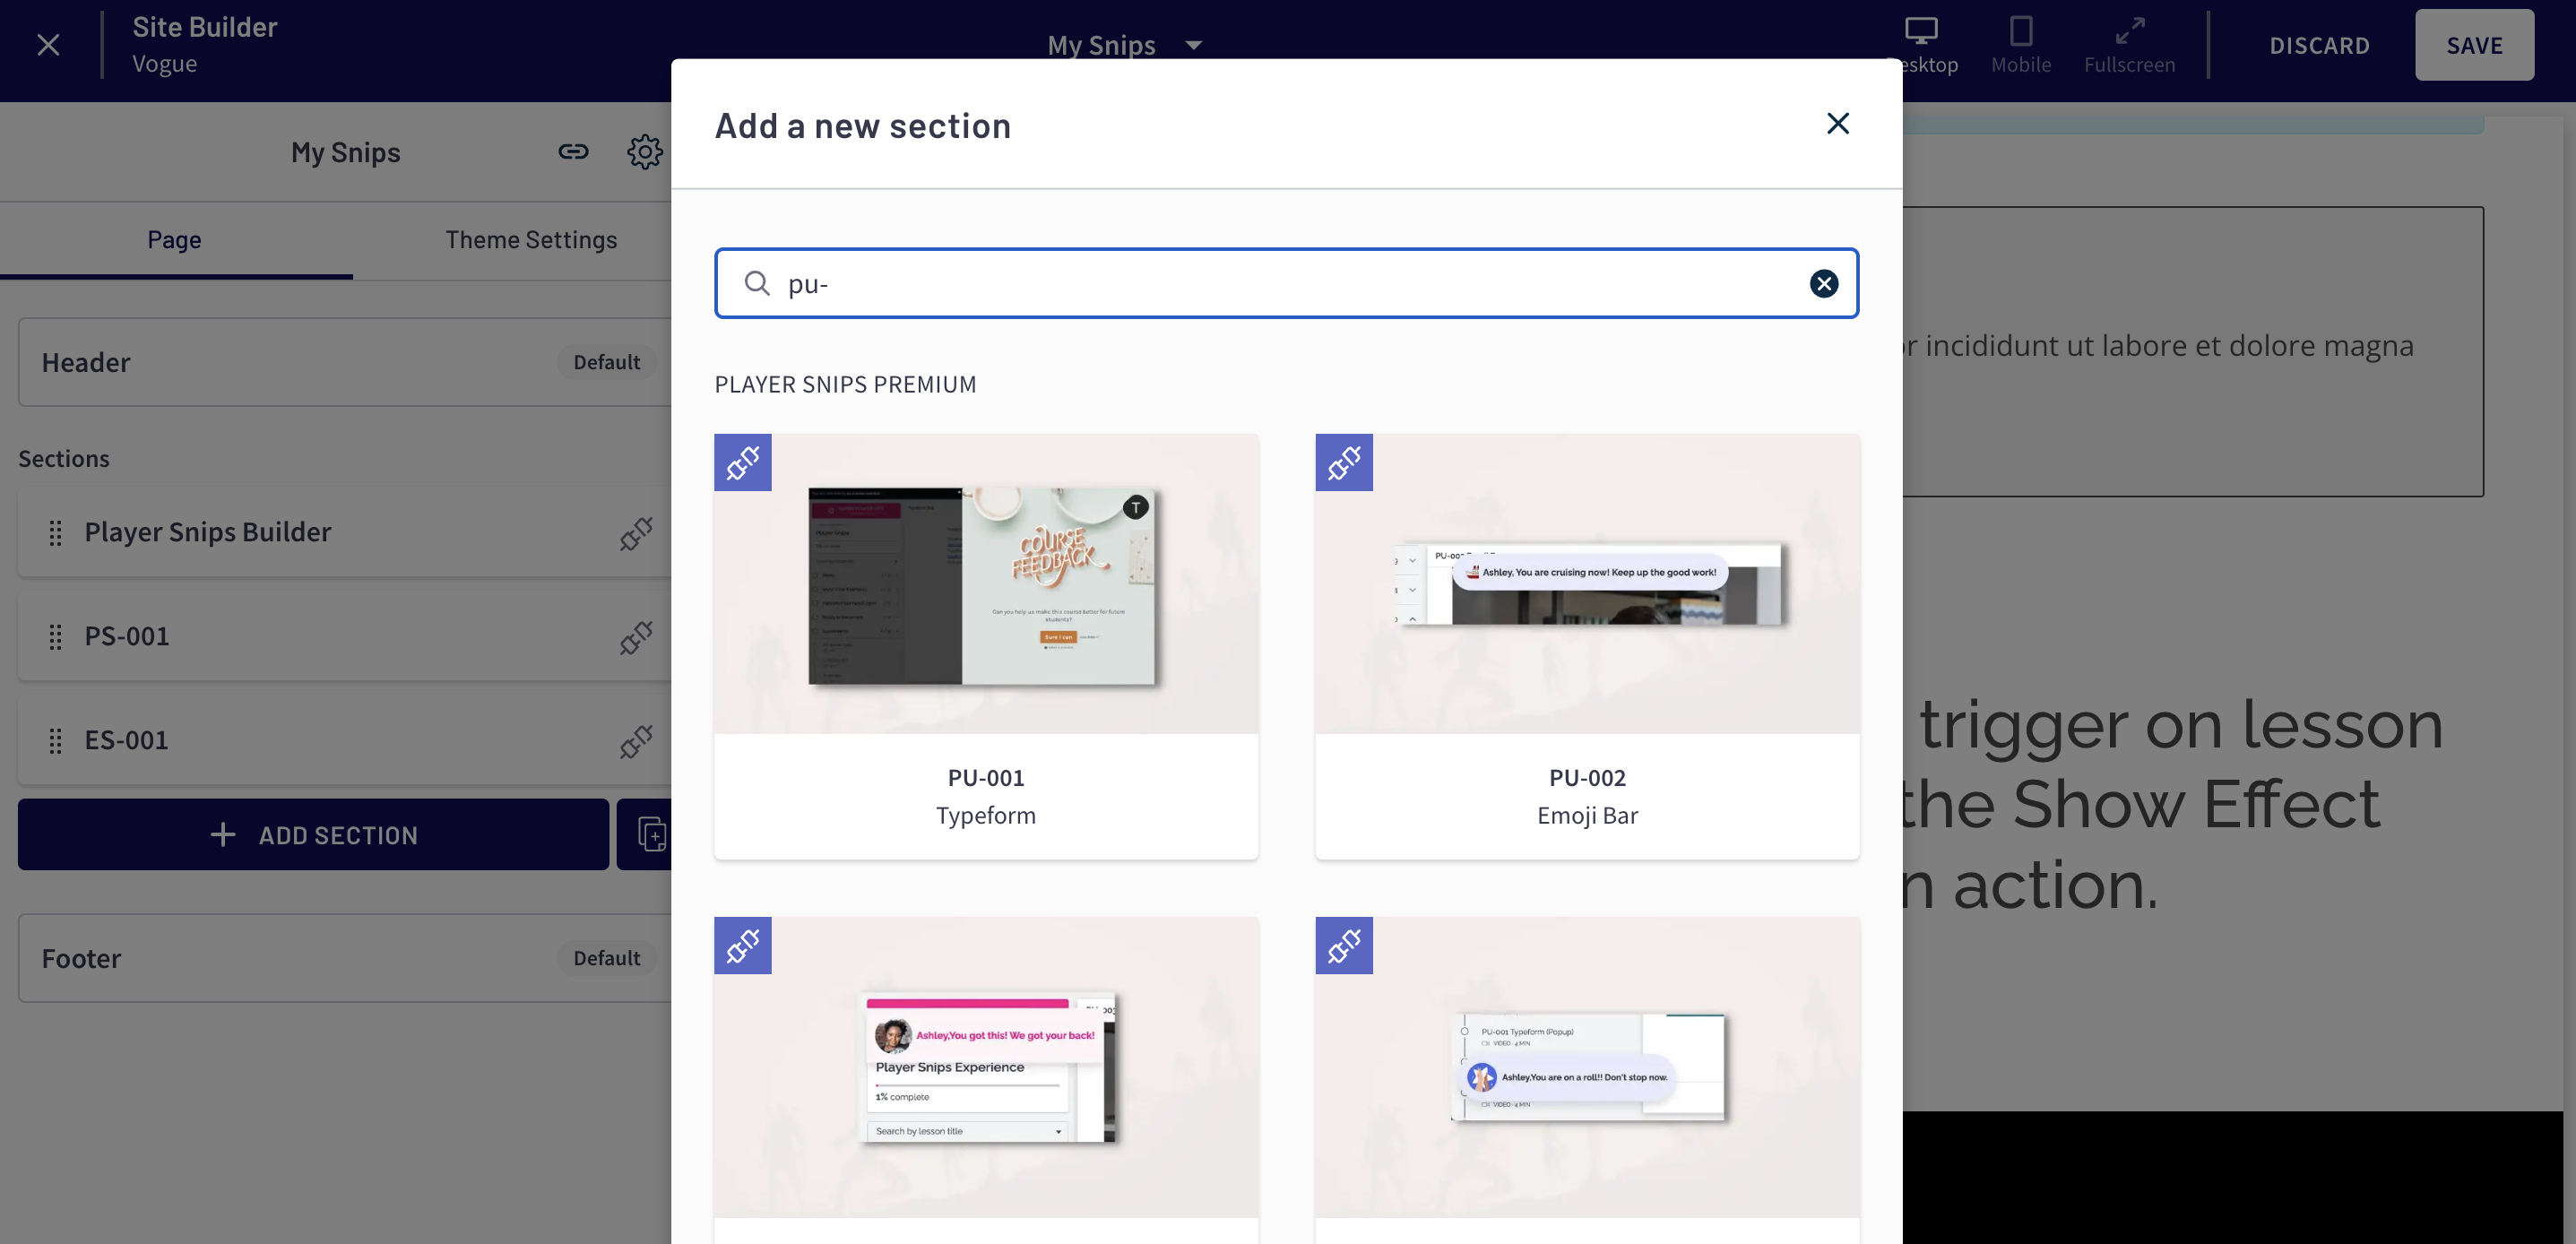 Site Builder
Vogue
My Snips
esktop
Mobile
Fullscreen
DISCARD
SAVE
My Snips
Page
Theme Settings
Header
Default
Sections
Player Snips Builder
PS-001
ES-001
ADD SECTION
Footer
Default
Add a new section
pu-
PLAYER SNIPS PREMIUM
T
COURSE
FEEDBACK
Can you help us make this course better for future
students?
Sure I can
PU-001
Typeform
Ashley, You are cruising now! Keep up the good work!
PU-002
Emoji Bar
Ashley,You got this! We got your back!
Player Snips Experience
1% complete
Search by lesson title
PU-001 Typeform (Popup)
VIDEO · 4 MIN
Ashley,You are on a roll!! Don't stop now.
VIDEO · 4 MIN
or incididunt ut labore et dolore magna
trigger on lesson
the Show Effect
n action.